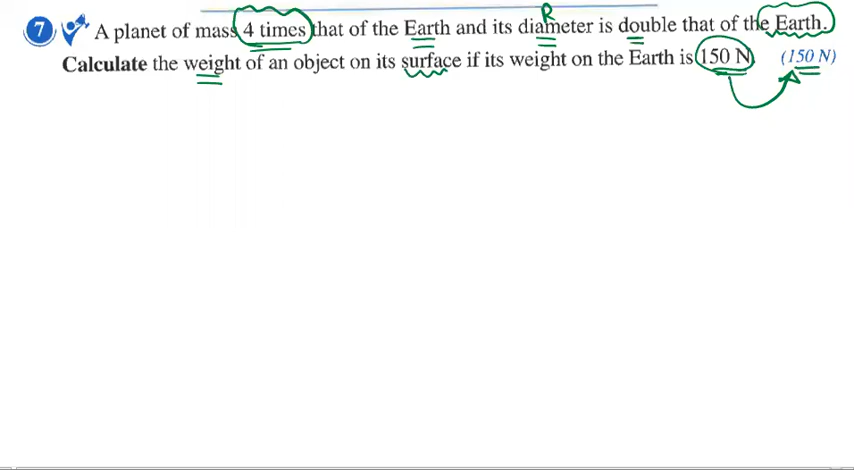 R
7 A planet of mass 4 times that of the Earth and its diameter is double that of the Earth.
Calculate the weight of an object on its surface if its weight on the Earth is 150 N (150 N)